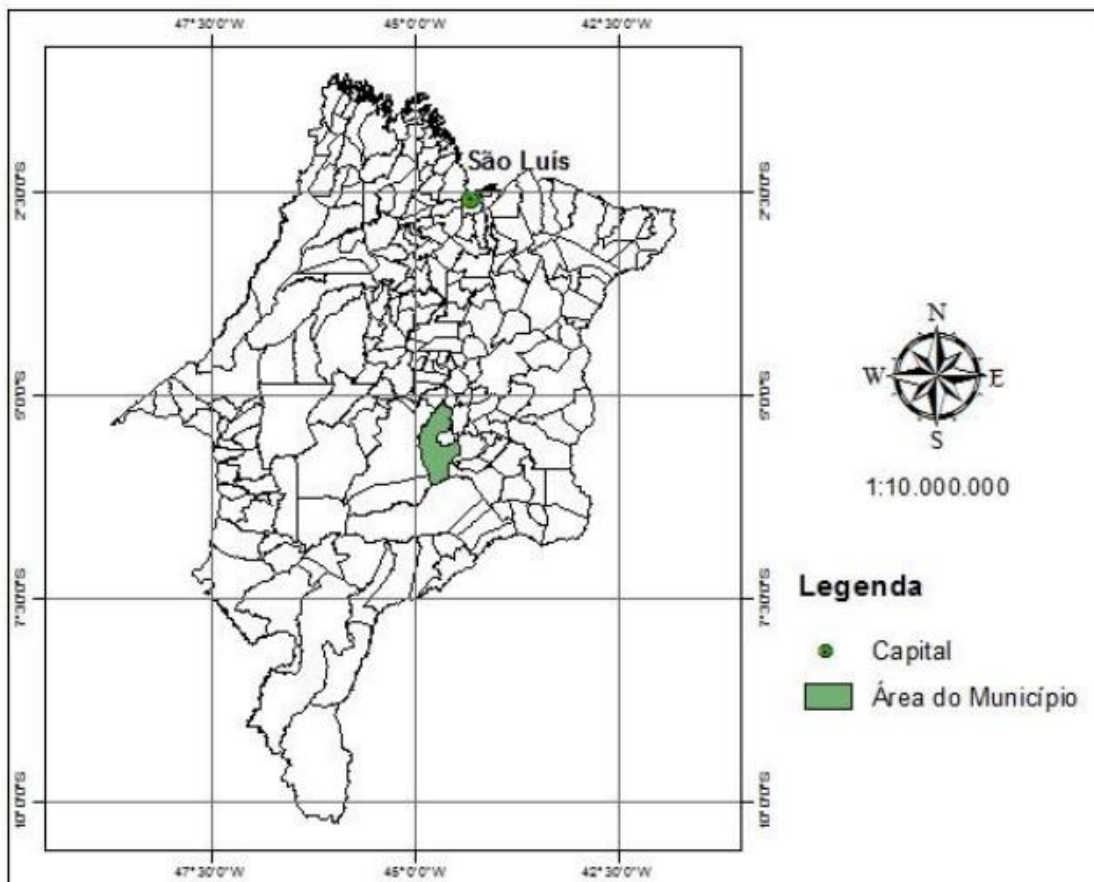 47°30'0"W 45°0'0"W 42°30'0"W
São Luís
2°30'0"S 2°30'0"S
N
W E
S
5°0'0"S 5°0'0"S
1:10.000.000
Legenda
7°30'0"S 7°30'0"S
Capital
Área do Município
10°0'0"S 10°0'0"S
47°30'0"W 45°0'0"W 42°30'0"W